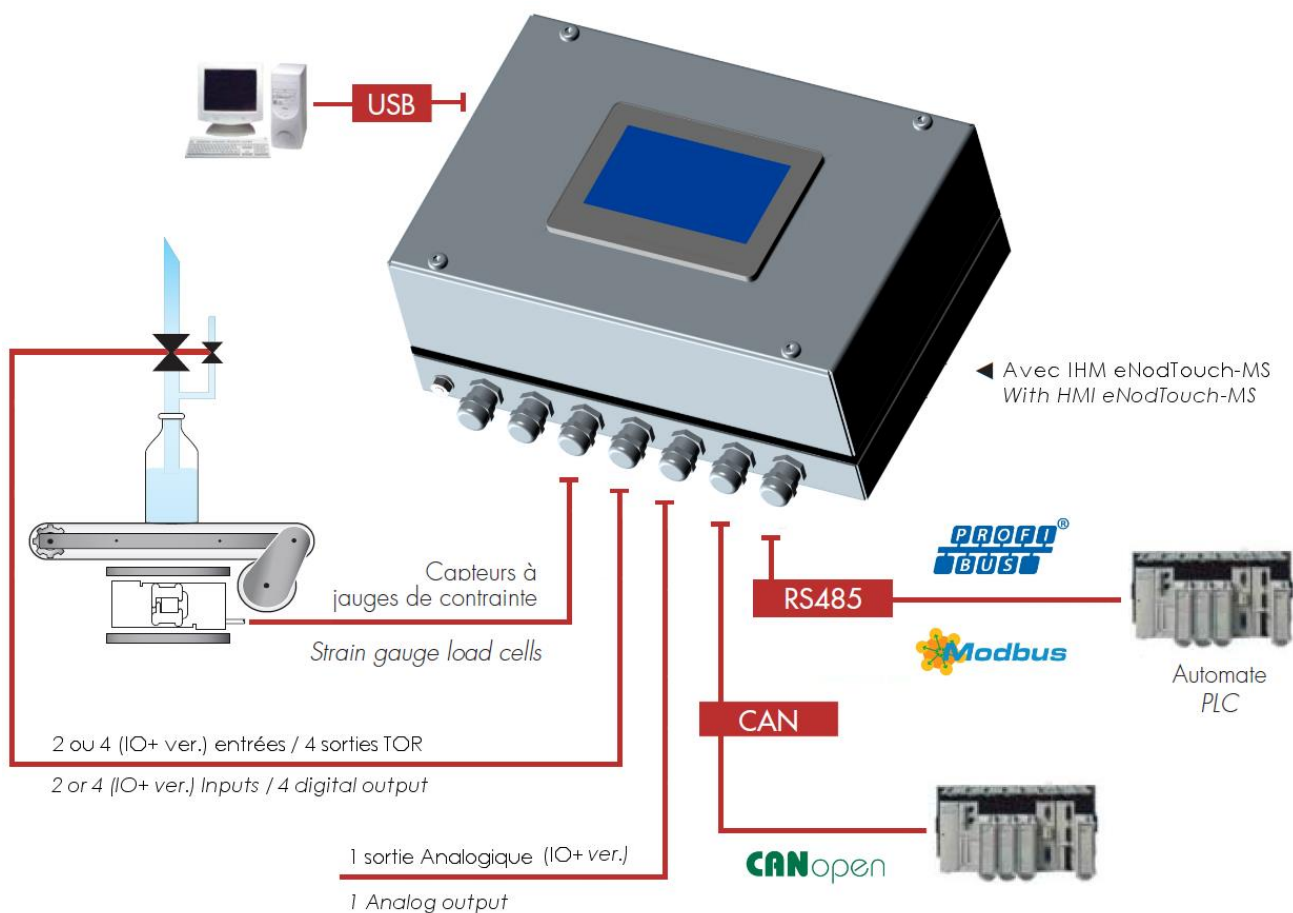 USB
Avec IHM eNodTouch-MS
With HMI eNodTouch-MS
Capteurs à
jauges de contrainte
Strain gauge load cells
PROFI
BUS®
RS485
Modbus
Automate
PLC
CAN
2 ou 4 (IO+ ver.) entrées / 4 sorties TOR
2 or 4 (IO+ ver.) Inputs / 4 digital output
1 sortie Analogique (IO+ ver.)
1 Analog output
CANopen